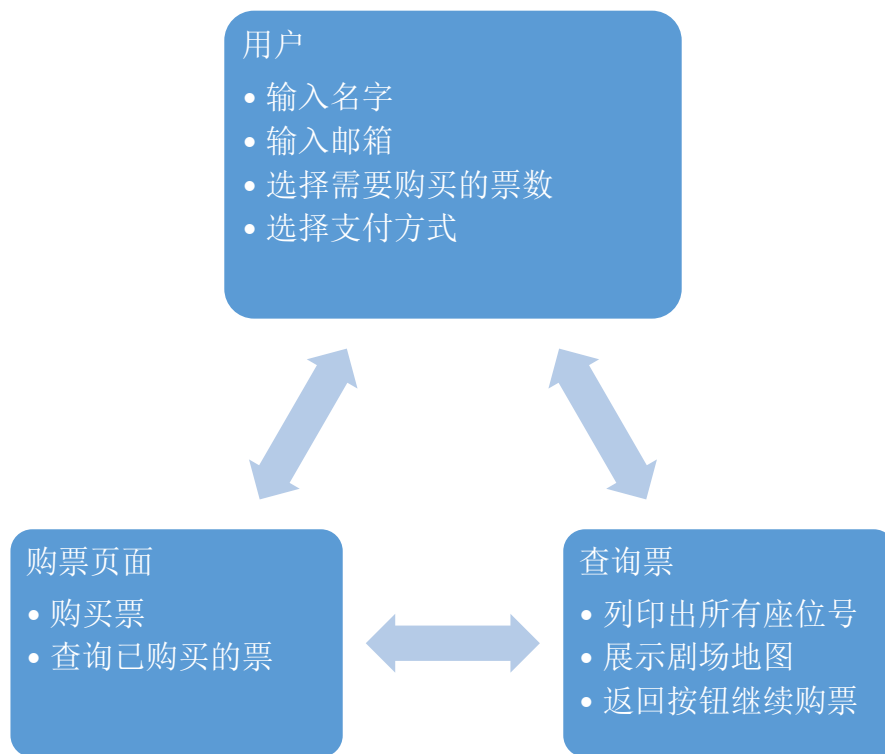 用户
• 输入名字
• 输入邮箱
• 选择需要购买的票数
• 选择支付方式
购票页面
• 购买票
• 查询已购买的票
查询票
• 列印出所有座位号
• 展示剧场地图
• 返回按钮继续购票